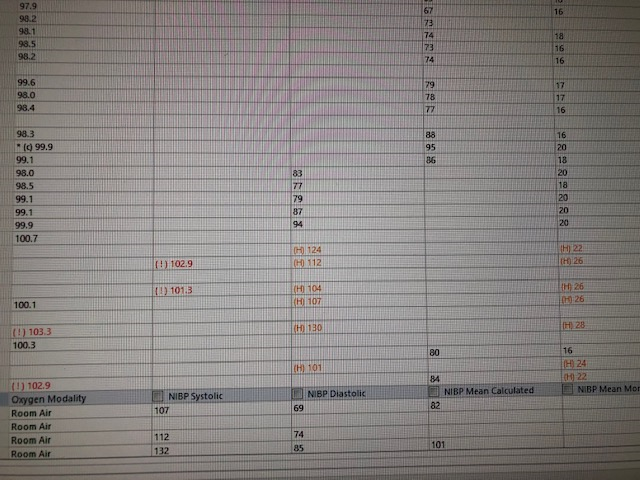 97.9 67 16
98.2 73
98.1 74 18
98.5 73 16
98.2 74 16
99.6 79 17
98.0 78 17
98.4 77 16
98.3 88 16
* (c) 99.9 95 20
99.1 86 18
98.0 83 20
98.5 77 18
99.1 79 20
99.1 87 20
99.9 94 20
100.7
(H) 124 (H) 22
(!) 102.9 (H) 112 (H) 26
(!) 101.3 (H) 104 (H) 26
100.1 (H) 107 (H) 26
(!) 103.3 (H) 130 (H) 28
100.3
80 16
(H) 101 (H) 24
(!) 102.9 84 (H) 22
Oxygen Modality NIBP Systolic NIBP Diastolic NIBP Mean Calculated NIBP Mean Mon
Room Air 107 69 82
Room Air
Room Air 112 74
Room Air 132 85 101